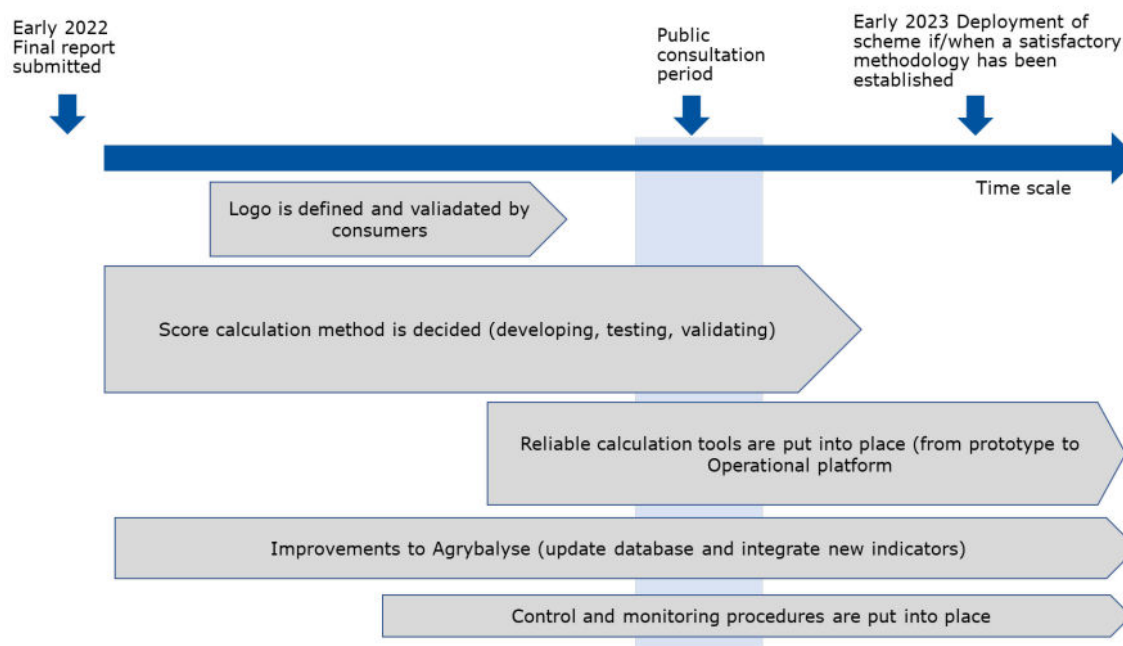 Early 2022
Final report
submitted
Public
consultation
period
Early 2023 Deployment of
scheme if/when a satisfactory
methodology has been
established
Time scale
Logo is defined and valiadated by
consumers
Score calculation method is decided (developing, testing, validating)
Reliable calculation tools are put into place (from prototype to
Operational platform
Improvements to Agrybalyse (update database and integrate new indicators)
Control and monitoring procedures are put into place